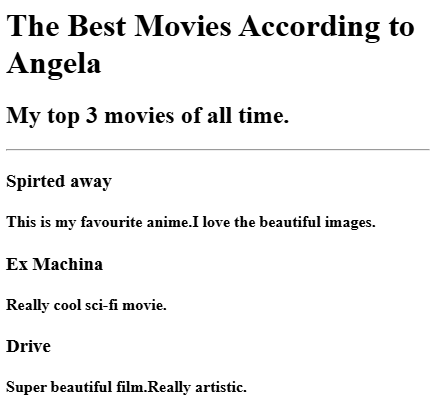 The Best Movies According to
Angela
My top 3 movies of all time.
Spirted away
This is my favourite anime.I love the beautiful images.
Ex Machina
Really cool sci-fi movie.
Drive
Super beautiful film.Really artistic.